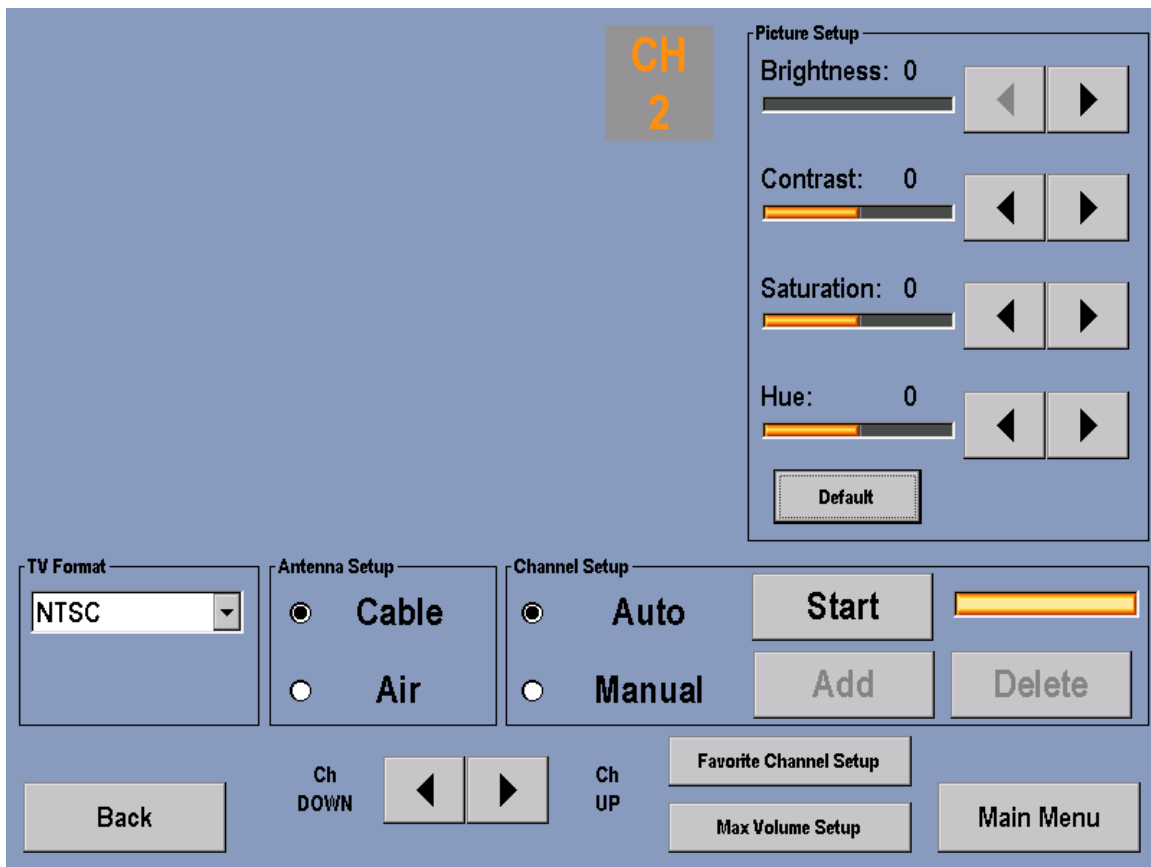 CH
2
Picture Setup
Brightness: 0
Contrast: 0
Saturation: 0
Hue: 0
Default
TV Format
NTSC
Antenna Setup
Cable
Air
Channel Setup
Auto
Manual
Start
Add
Delete
Back
Ch
DOWN
Ch
UP
Favorite Channel Setup
Max Volume Setup
Main Menu